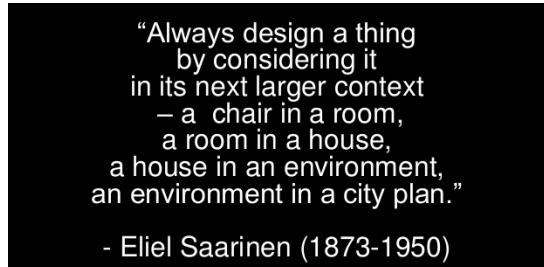 “Always design a thing
by considering it
in its next larger context
– a  chair in a room,
a room in a house,
a house in an environment,
an environment in a city plan.”
- Eliel Saarinen (1873-1950)